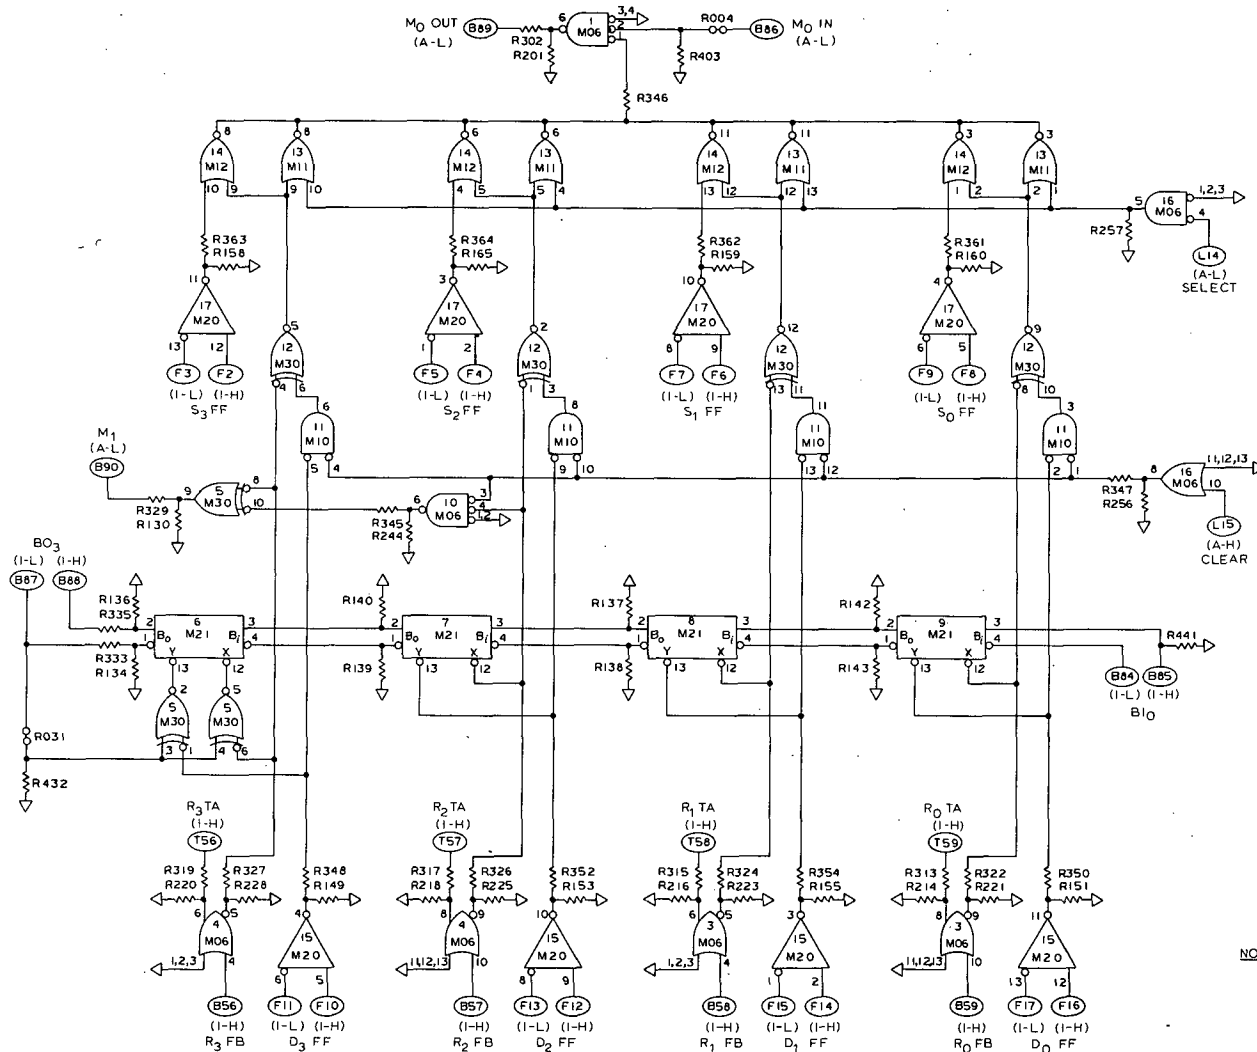 M0 OUT
(A-L)
B89
R302
R201
6
1
M06
3,4
2
1
R004
R403
B86
M0 IN
(A-L)
R346
8
14
M12
10
9
8
13
M11
9
10
6
14
M12
4
5
6
13
M11
5
4
11
14
M12
13
12
11
13
M11
12
13
3
14
M12
1
2
3
13
M11
2
1
5
16
M06
1,2,3
4
R257
L14
(A-L)
SELECT
R363
R158
R364
R165
R362
R159
R361
R160
11
17
M20
13
12
F3
F2
(1-L)
(1-H)
S3 FF
3
17
M20
1
2
F5
F4
(1-L)
(1-H)
S2 FF
10
17
M20
8
9
F7
F6
(1-L)
(1-H)
S1 FF
4
17
M20
6
5
F9
F8
(1-L)
(1-H)
S0 FF
5
12
M30
4
6
2
12
M30
1
3
12
12
M30
13
11
9
12
M30
8
10
6
11
M10
5
4
8
11
M10
9
10
11
11
M10
13
12
3
11
M10
2
1
M1
(A-L)
B90
R329
R130
9
5
M30
8
10
R345
R244
6
10
M06
3
4
1,2
R347
R256
8
16
M06
11,12,13
10
L15
(A-H)
CLEAR
BO3
(1-L) (1-H)
B87
B88
R136
R335
R333
R134
2
1
6
M21
Bo
Bi
Y
X
3
4
13
12
R140
R139
2
1
7
M21
Bo
Bi
Y
X
3
4
13
12
R137
R138
2
1
8
M21
Bo
Bi
Y
X
3
4
13
12
R142
R143
2
1
9
M21
Bo
Bi
Y
X
3
4
13
12
R441
B84
B85
(1-L) (1-H)
BI0
2
5
M30
3
1
5
5
M30
4
6
R031
R432
R3 TA
(1-H)
T56
R2 TA
(1-H)
T57
R1 TA
(1-H)
T58
R0 TA
(1-H)
T59
R319
R220
R327
R228
R348
R149
R317
R218
R326
R225
R352
R153
R315
R216
R324
R223
R354
R155
R313
R214
R322
R221
R350
R151
6
5
4
M06
1,2,3
4
4
15
M20
6
5
8
9
4
M06
11,12,13
10
10
15
M20
8
9
6
5
3
M06
1,2,3
4
3
15
M20
1
2
8
9
3
M06
11,12,13
10
11
15
M20
13
12
NO
B56
F11
F10
B57
F13
F12
B58
F15
F14
B59
F17
F16
(1-H)
R3 FB
(1-L) (1-H)
D3 FF
(1-H)
R2 FB
(1-L) (1-H)
D2 FF
(1-H)
R1 FB
(1-L) (1-H)
D1 FF
(1-H)
R0 FB
(1-L) (1-H)
D0 FF